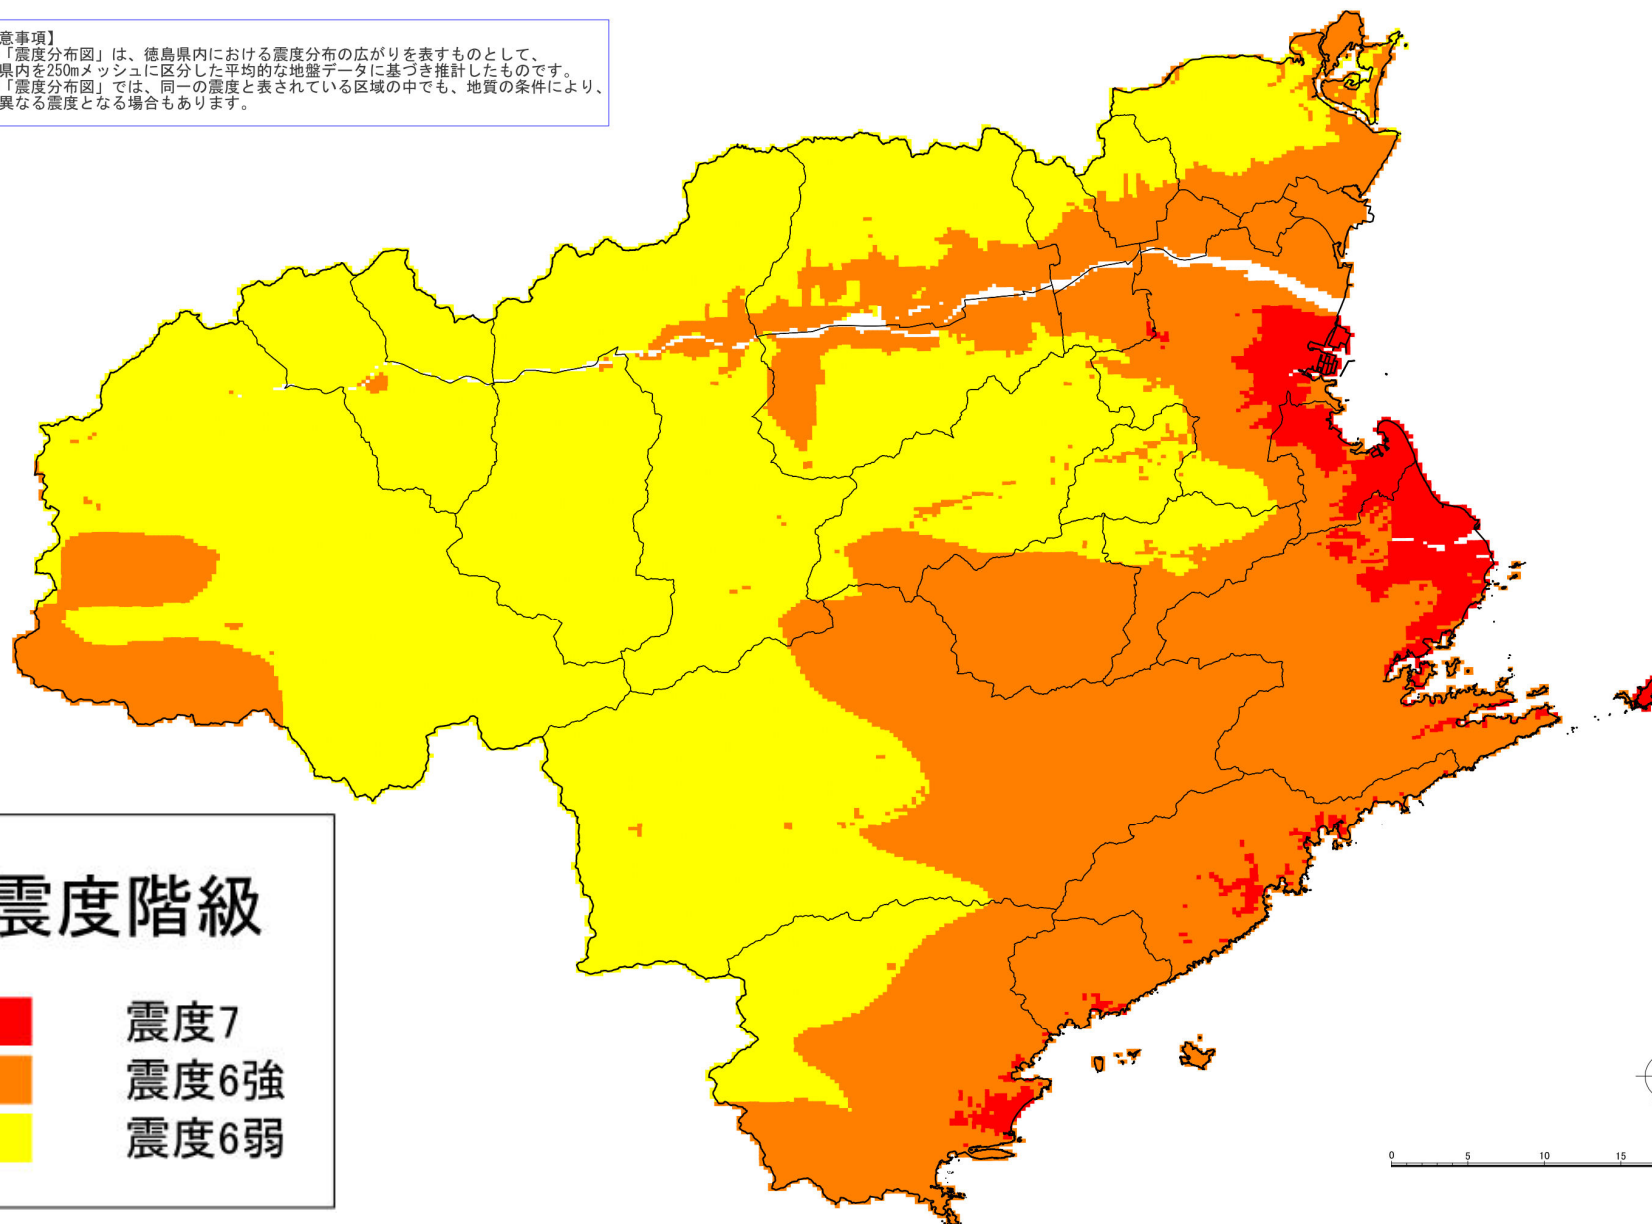 意事項】
「震度分布図」は、徳島県内における震度分布の広がりを表すものとして、
県内を250mメッシュに区分した平均的な地盤データに基づき推計したものです。
「震度分布図」では、同一の震度と表されている区域の中でも、地質の条件により、
異なる震度となる場合もあります。
震度階級
震度7
震度6強
震度6弱
0 5 10 15